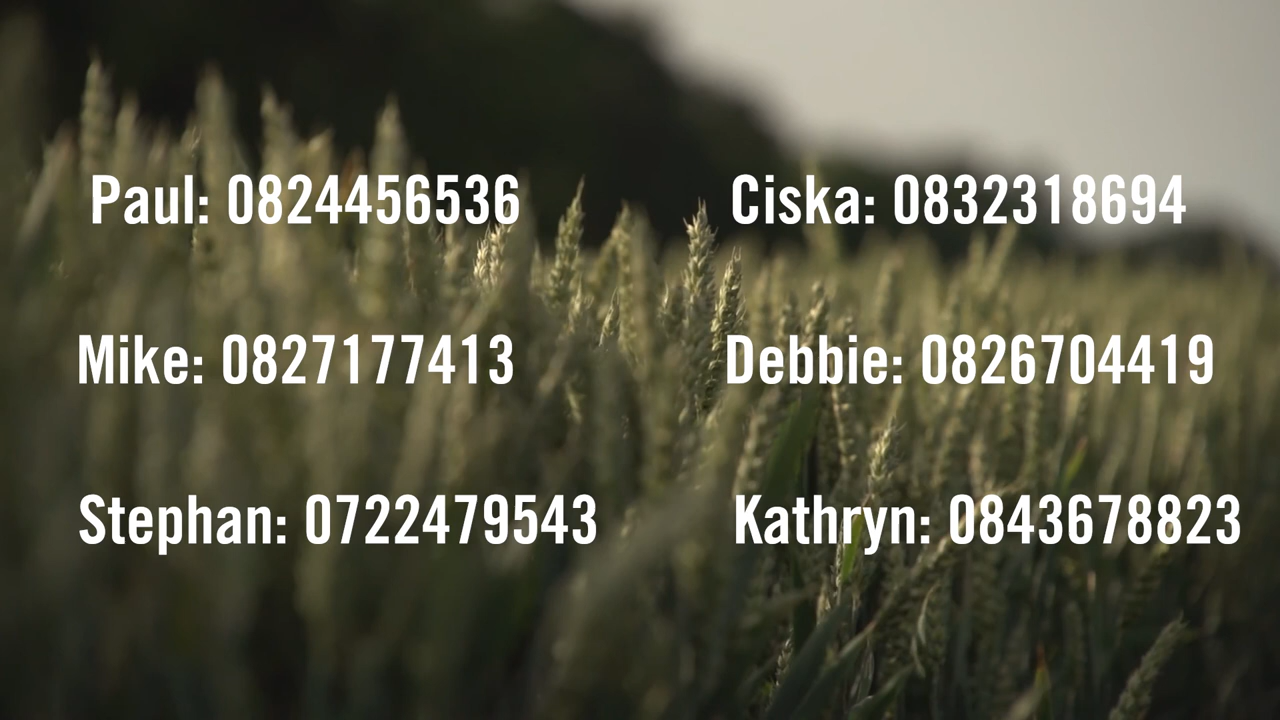 Paul: 0824456536
Ciska: 0832318694
Mike: 0827177413
Debbie: 0826704419
Stephan: 0722479543
Kathryn: 0843678823